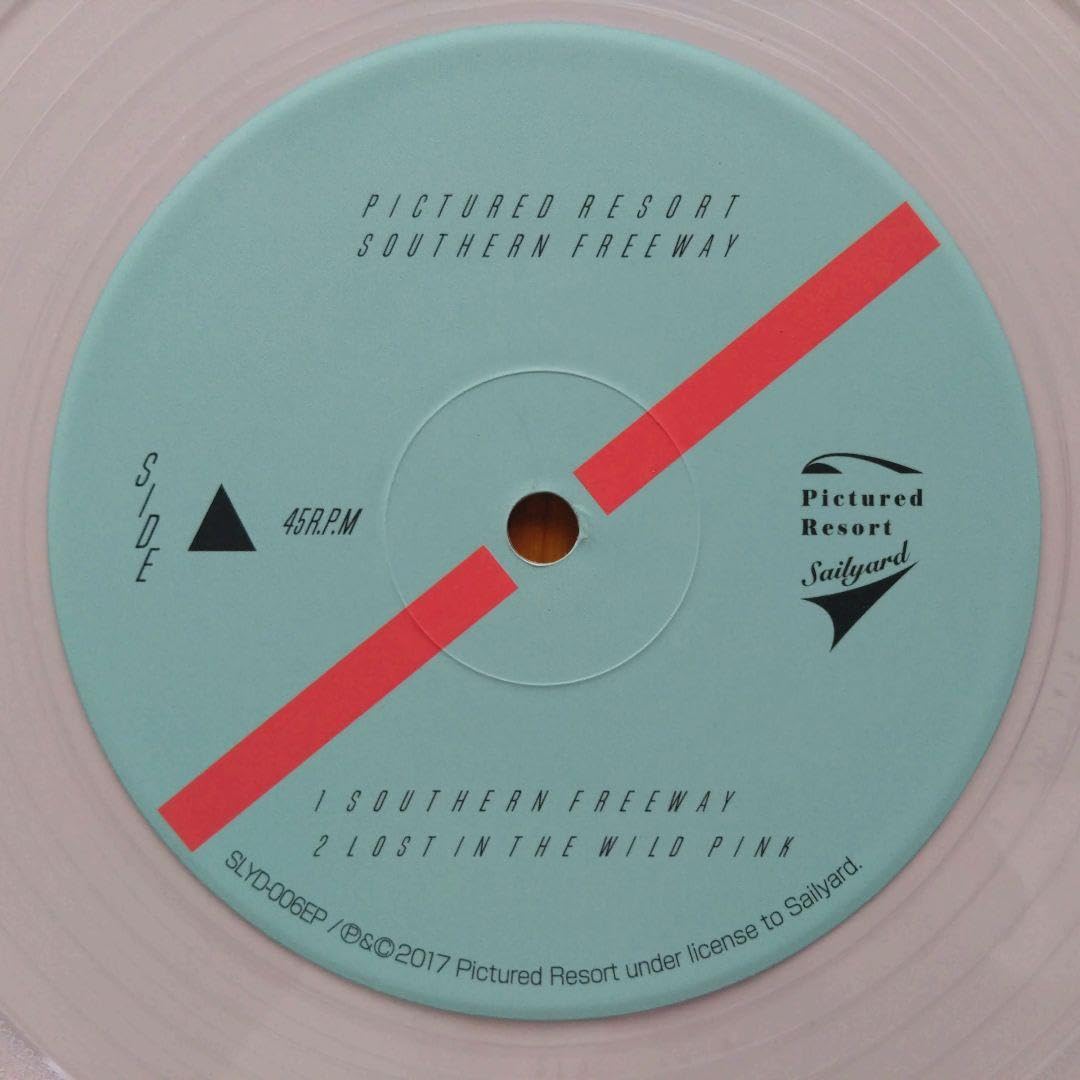 PICTURED RESORT
SOUTHERN FREEWAY
SIDE
45R.P.M
Pictured
Resort
Sailyard
1 SOUTHERN FREEWAY
2 LOST IN THE WILD PINK
SLYD-006EP / ℗&©2017 Pictured Resort under license to Sailyard.